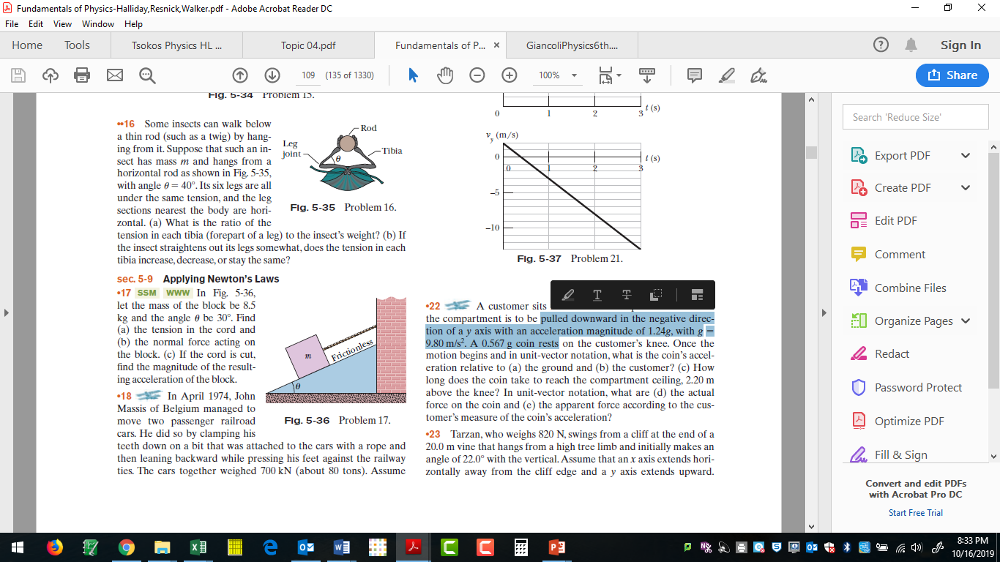 Fundamentals of Physics-Halliday,Resnick,Walker.pdf - Adobe Acrobat Reader DC
File Edit View Window Help
Home Tools Tsokos Physics HL ... Topic 04.pdf Fundamentals of P... × GiancoliPhysics6th.... Sign In
109 (135 of 1330) 100% Share
Fig. 5-34 Problem 15.
••16 Some insects can walk below
a thin rod (such as a twig) by hang-
ing from it. Suppose that such an in-
sect has mass m and hangs from a
horizontal rod as shown in Fig. 5-35,
with angle θ = 40°. Its six legs are all
under the same tension, and the leg
sections nearest the body are hori-
zontal. (a) What is the ratio of the
tension in each tibia (forepart of a leg) to the insect's weight? (b) If
the insect straightens out its legs somewhat, does the tension in each
tibia increase, decrease, or stay the same?
Rod
Leg
joint
Tibia
θ
Fig. 5-35 Problem 16.
sec. 5-9 Applying Newton's Laws
•17 SSM WWW In Fig. 5-36,
let the mass of the block be 8.5
kg and the angle θ be 30°. Find
(a) the tension in the cord and
(b) the normal force acting on
the block. (c) If the cord is cut,
find the magnitude of the result-
ing acceleration of the block.
m
Frictionless
θ
Fig. 5-36 Problem 17.
•18 In April 1974, John
Massis of Belgium managed to
move two passenger railroad
cars. He did so by clamping his
teeth down on a bit that was attached to the cars with a rope and
then leaning backward while pressing his feet against the railway
ties. The cars together weighed 700 kN (about 80 tons). Assume
0 1 2 3 t (s)
vy (m/s)
0 t (s)
0 1 2 3
–5
–10
Fig. 5-37 Problem 21.
•22 A customer sits
the compartment is to be pulled downward in the negative direc-
tion of a y axis with an acceleration magnitude of 1.24g, with g =
9.80 m/s². A 0.567 g coin rests on the customer's knee. Once the
motion begins and in unit-vector notation, what is the coin's accel-
eration relative to (a) the ground and (b) the customer? (c) How
long does the coin take to reach the compartment ceiling, 2.20 m
above the knee? In unit-vector notation, what are (d) the actual
force on the coin and (e) the apparent force according to the cus-
tomer's measure of the coin's acceleration?
•23 Tarzan, who weighs 820 N, swings from a cliff at the end of a
20.0 m vine that hangs from a high tree limb and initially makes an
angle of 22.0° with the vertical. Assume that an x axis extends hori-
zontally away from the cliff edge and a y axis extends upward.
Search 'Reduce Size'
Export PDF
Create PDF
Edit PDF
Comment
Combine Files
Organize Pages
Redact
Password Protect
Optimize PDF
Fill & Sign
Convert and edit PDFs
with Acrobat Pro DC
Start Free Trial
8:33 PM
10/16/2019